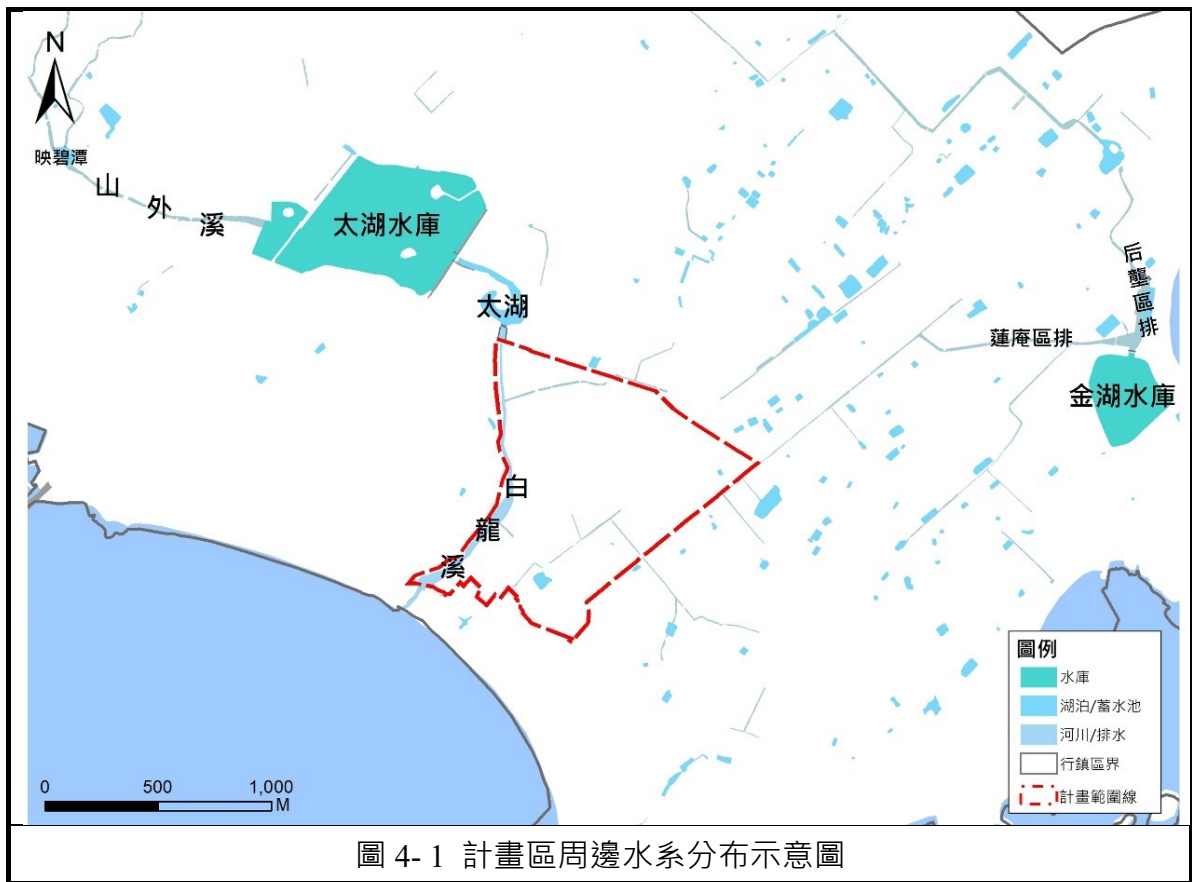 N
映碧潭
山外溪
太湖水庫
太湖
后壟區排
蓮庵區排
金湖水庫
白龍溪
圖例
水庫
湖泊/蓄水池
河川/排水
行鎮區界
計畫範圍線
0 500 1,000
M
圖 4- 1 計畫區周邊水系分布示意圖